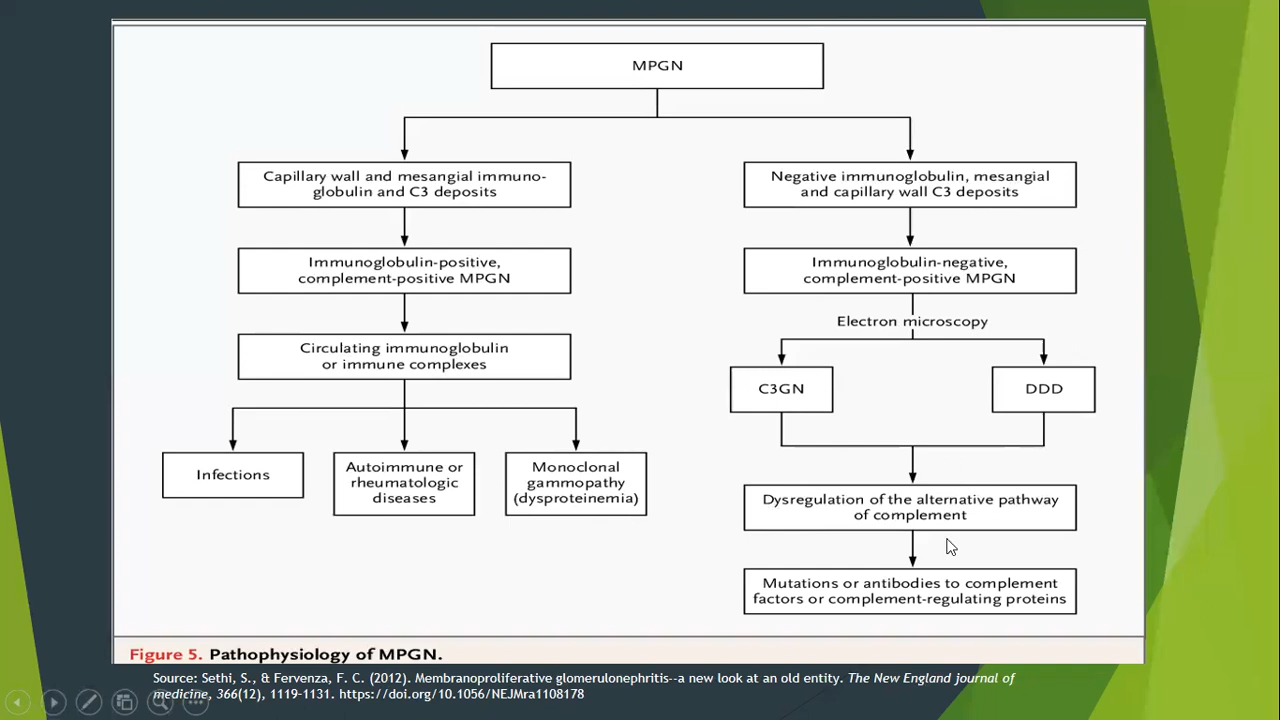 MPGN
Capillary wall and mesangial immuno-
globulin and C3 deposits
Negative immunoglobulin, mesangial
and capillary wall C3 deposits
Immunoglobulin-positive,
complement-positive MPGN
Immunoglobulin-negative,
complement-positive MPGN
Electron microscopy
Circulating immunoglobulin
or immune complexes
C3GN
DDD
Infections
Autoimmune or
rheumatologic
diseases
Monoclonal
gammopathy
(dysproteinemia)
Dysregulation of the alternative pathway
of complement
Mutations or antibodies to complement
factors or complement-regulating proteins
Figure 5. Pathophysiology of MPGN.
Source: Sethi, S., & Fervenza, F. C. (2012). Membranoproliferative glomerulonephritis--a new look at an old entity. The New England journal of
medicine, 366(12), 1119-1131. https://doi.org/10.1056/NEJMra1108178